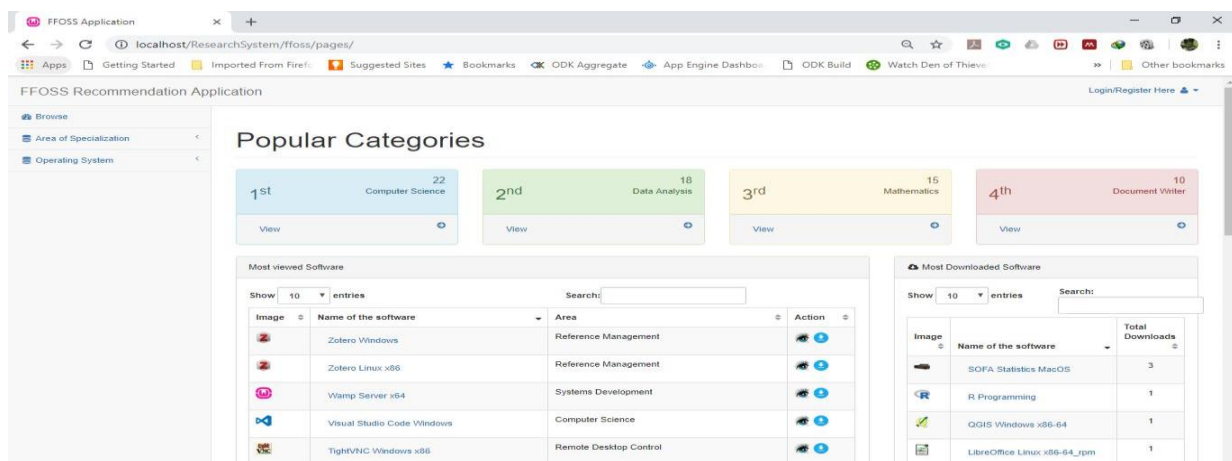 FFOSS Application
localhost/ResearchSystem/ffoss/pages/
Apps Getting Started Imported From Firef Suggested Sites Bookmarks ODK Aggregate App Engine Dashboa ODK Build Watch Den of Thieve Other bookmarks
FFOSS Recommendation Application Login/Register Here
Browse
Area of Specialization
Operating System
Popular Categories
1st 22 Computer Science
View
2nd 18 Data Analysis
View
3rd 15 Mathematics
View
4th 10 Document Writer
View
Most viewed Software
Show 10 entries Search:
Image Name of the software Area Action
Zotero Windows Reference Management
Zotero Linux x86 Reference Management
Wamp Server x64 Systems Development
Visual Studio Code Windows Computer Science
TightVNC Windows x86 Remote Desktop Control
Most Downloaded Software
Show 10 entries Search:
Image Name of the software Total Downloads
SOFA Statistics MacOS 3
R Programming 1
QGIS Windows x86-64 1
LibreOffice Linux x86-64_rpm 1